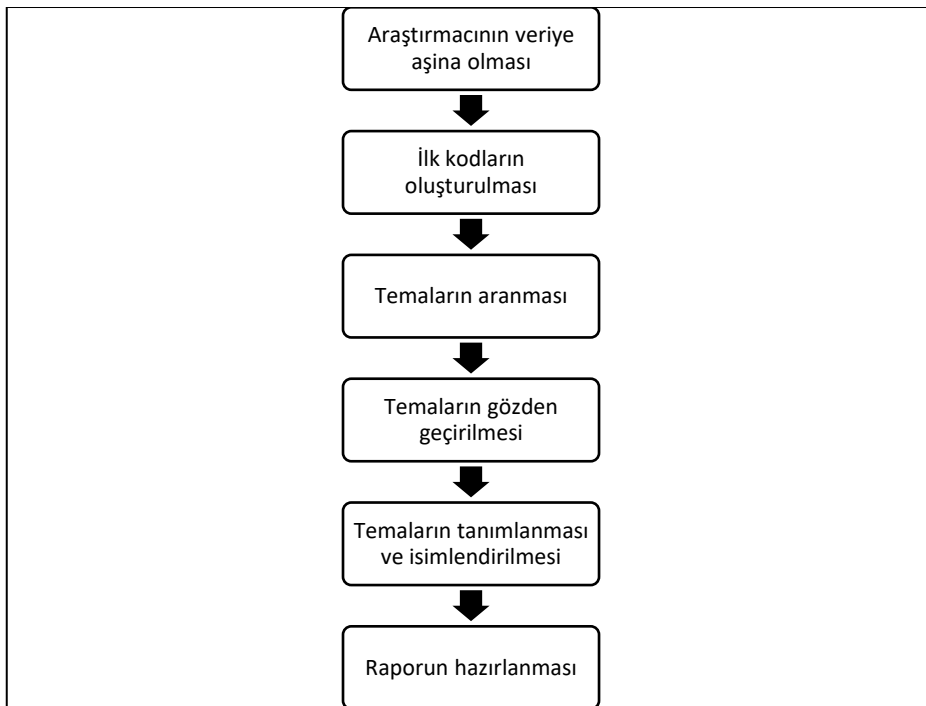 Araştırmacının veriye
aşina olması
İlk kodların
oluşturulması
Temaların aranması
Temaların gözden
geçirilmesi
Temaların tanımlanması
ve isimlendirilmesi
Raporun hazırlanması